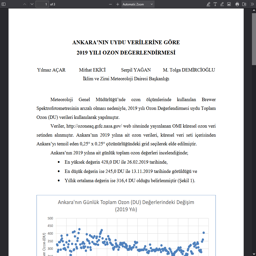 ANKARA'NIN UYDU VERİLERİNE GÖRE
2019 YILI OZON DEĞERLENDİRMESİ
Yılmaz AÇAR Mithat EKİCİ Serpil YAĞAN M. Tolga DEMİRCİOĞLU
İklim ve Zirai Meteoroloji Dairesi Başkanlığı
Meteoroloji Genel Müdürlüğü'nde ozon ölçümlerinde kullanılan Brewer
Spektrofotometresinin arızalı olması nedeniyle, 2019 yılı Ozon Değerlendirmesi uydu Toplam
Ozon (DU) verileri kullanılarak yapılmıştır.
Veriler, http://ozonaq.gsfc.nasa.gov/ web sitesinde yayınlanan OMI küresel ozon veri
setinden alınmıştır. Ankara'nın 2019 yılına ait ozon verileri, küresel veri seti içerisinden
Ankara'yı temsil eden 0,25° x 0.25° çözünürlüğündeki grid seçilerek elde edilmiştir.
Ankara'nın 2019 yılına ait günlük toplam ozon değerleri incelendiğinde;
• En yüksek değerin 428,0 DU ile 26.02.2019 tarihinde,
• En düşük değerin ise 245,0 DU ile 13.11.2019 tarihinde görüldüğü ve
• Yıllık ortalama değerin ise 316,4 DU olduğu belirlenmiştir (Şekil 1).
Ankara'nın Günlük Toplam Ozon (DU) Değerlerindeki Değişim
(2019 Yılı)